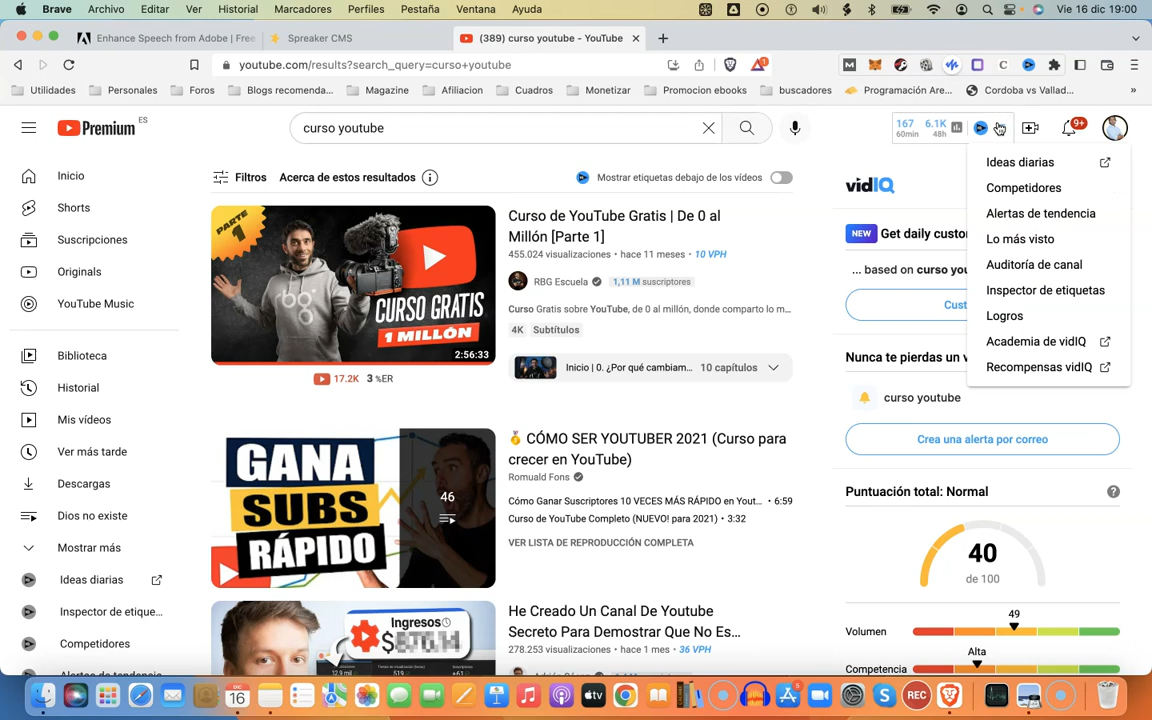 Brave Archivo Editar Ver Historial Marcadores Perfiles Pestaña Ventana Ayuda Vie 16 dic 19:00
Enhance Speech from Adobe | Free
Spreaker CMS
(389) curso youtube - YouTube
youtube.com/results?search_query=curso+youtube
Utilidades Personales Foros Blogs recomenda... Magazine Afiliacion Cuadros Monetizar Promocion ebooks buscadores Programación Are... Cordoba vs Vallad... »
Premium ES
curso youtube
167 60min
6.1K 48h
9+
Inicio
Shorts
Suscripciones
Originals
YouTube Music
Biblioteca
Historial
Mis vídeos
Ver más tarde
Descargas
Dios no existe
Mostrar más
Ideas diarias
Inspector de etique...
Competidores
Alertas de tendencia
Filtros Acerca de estos resultados
Mostrar etiquetas debajo de los vídeos
PARTE 1
rbg
CURSO GRATIS
1 MILLÓN
2:56:33
17.2K 3 %ER
Curso de YouTube Gratis | De 0 al
Millón [Parte 1]
455.024 visualizaciones • hace 11 meses • 10 VPH
RBG Escuela 1,11 M suscriptores
Curso Gratis sobre YouTube, de 0 al millón, donde comparto lo m...
4K Subtítulos
Inicio | 0. ¿Por qué cambiam... 10 capítulos
GANA
SUBS
RÁPIDO
46
CÓMO SER YOUTUBER 2021 (Curso para
crecer en YouTube)
Romuald Fons
Cómo Ganar Suscriptores 10 VECES MÁS RÁPIDO en Yout... • 6:59
Curso de YouTube Completo (NUEVO! para 2021) • 3:32
VER LISTA DE REPRODUCCIÓN COMPLETA
Ingresos
$
He Creado Un Canal De Youtube
Secreto Para Demostrar Que No Es...
278.253 visualizaciones • hace 1 mes • 36 VPH
vidIQ
NEW Get daily custo
... based on curso you
Cust
Nunca te pierdas un v
curso youtube
Crea una alerta por correo
Puntuación total: Normal
40
de 100
49
Volumen
Alta
Competencia
Ideas diarias
Competidores
Alertas de tendencia
Lo más visto
Auditoría de canal
Inspector de etiquetas
Logros
Academia de vidIQ
Recompensas vidIQ
DIC
16
tv
REC